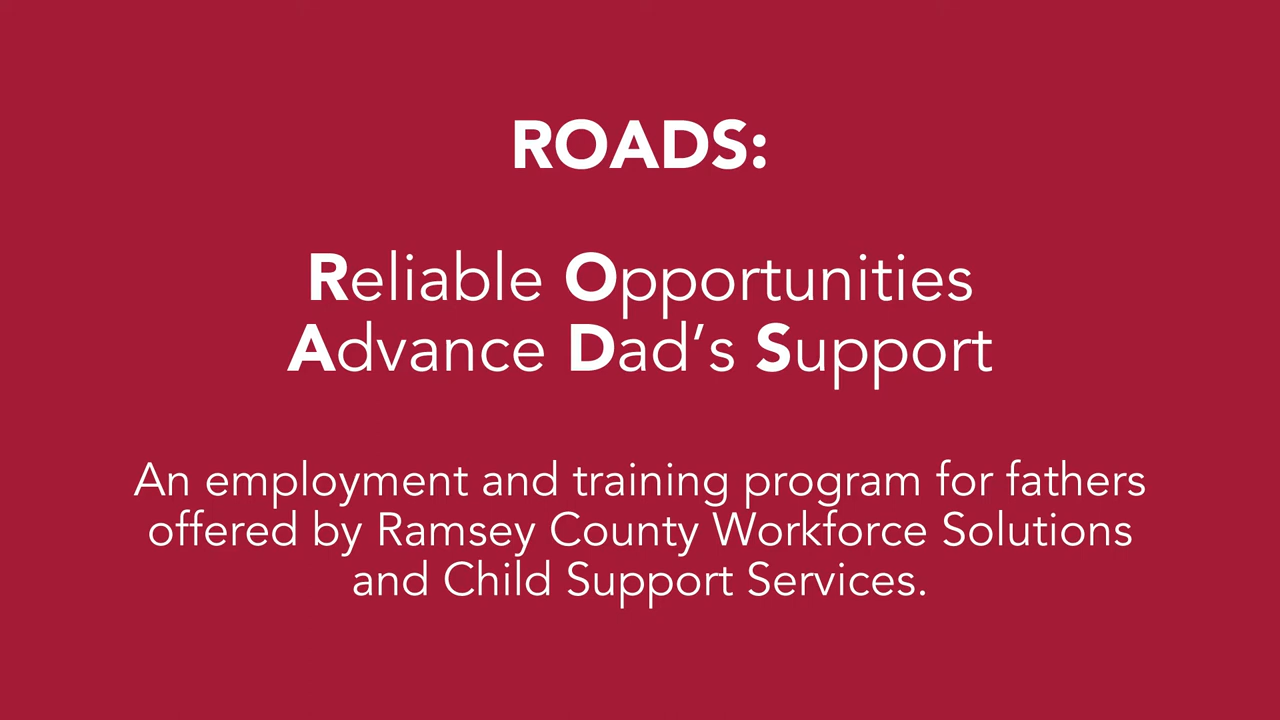 ROADS:
Reliable Opportunities
Advance Dad’s Support
An employment and training program for fathers
offered by Ramsey County Workforce Solutions
and Child Support Services.